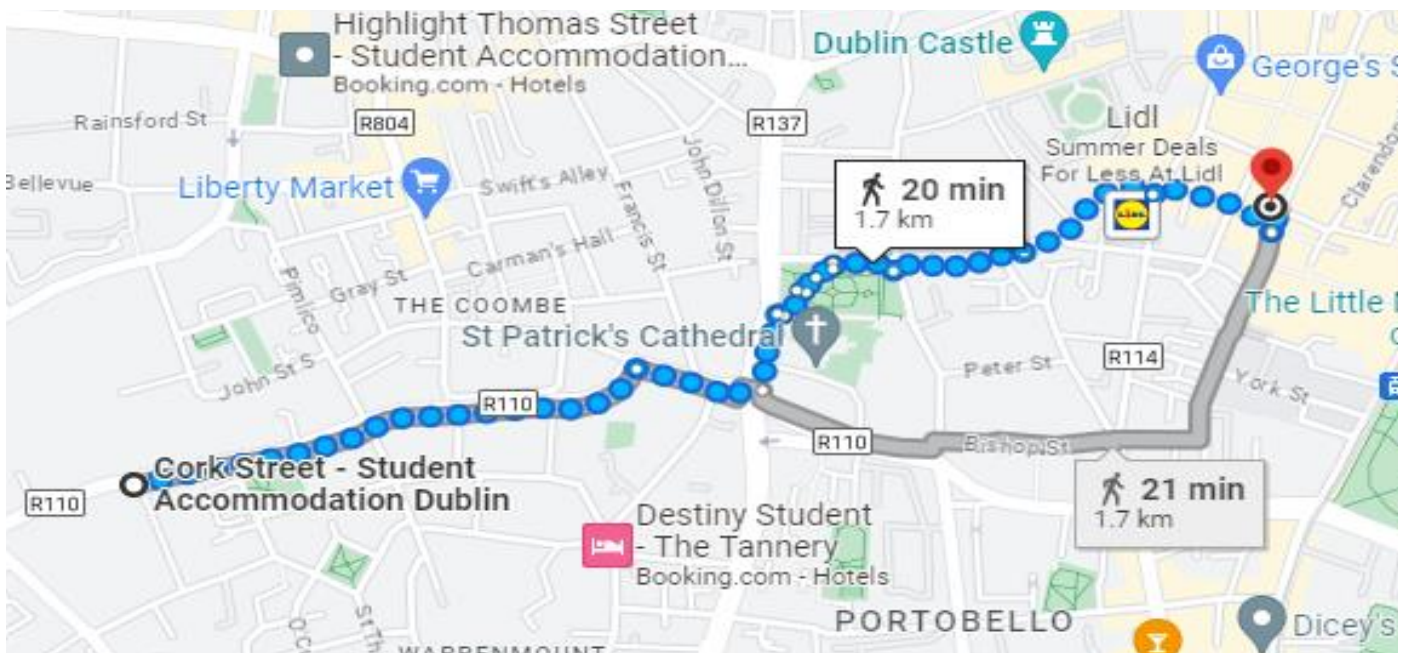 Highlight Thomas Street
- Student Accommodation...
Booking.com - Hotels
Dublin Castle
George's S
Rainsford St
R804
R137
Lidl
Summer Deals
For Less At Lidl
Clarendon
Bellevue
Liberty Market
Swift's Alley
Francis St
John Dillon St
20 min
1.7 km
LIDL
Carman's Hall
Gray St
Pimlico
THE COOMBE
St Patrick's Cathedral
The Little
John St S
Peter St
R114
York St
R110
R110
Bishop St
Cork Street - Student
Accommodation Dublin
R110
21 min
1.7 km
Destiny Student
- The Tannery
Booking.com - Hotels
PORTOBELLO
Dicey's
WARRENMOUNT